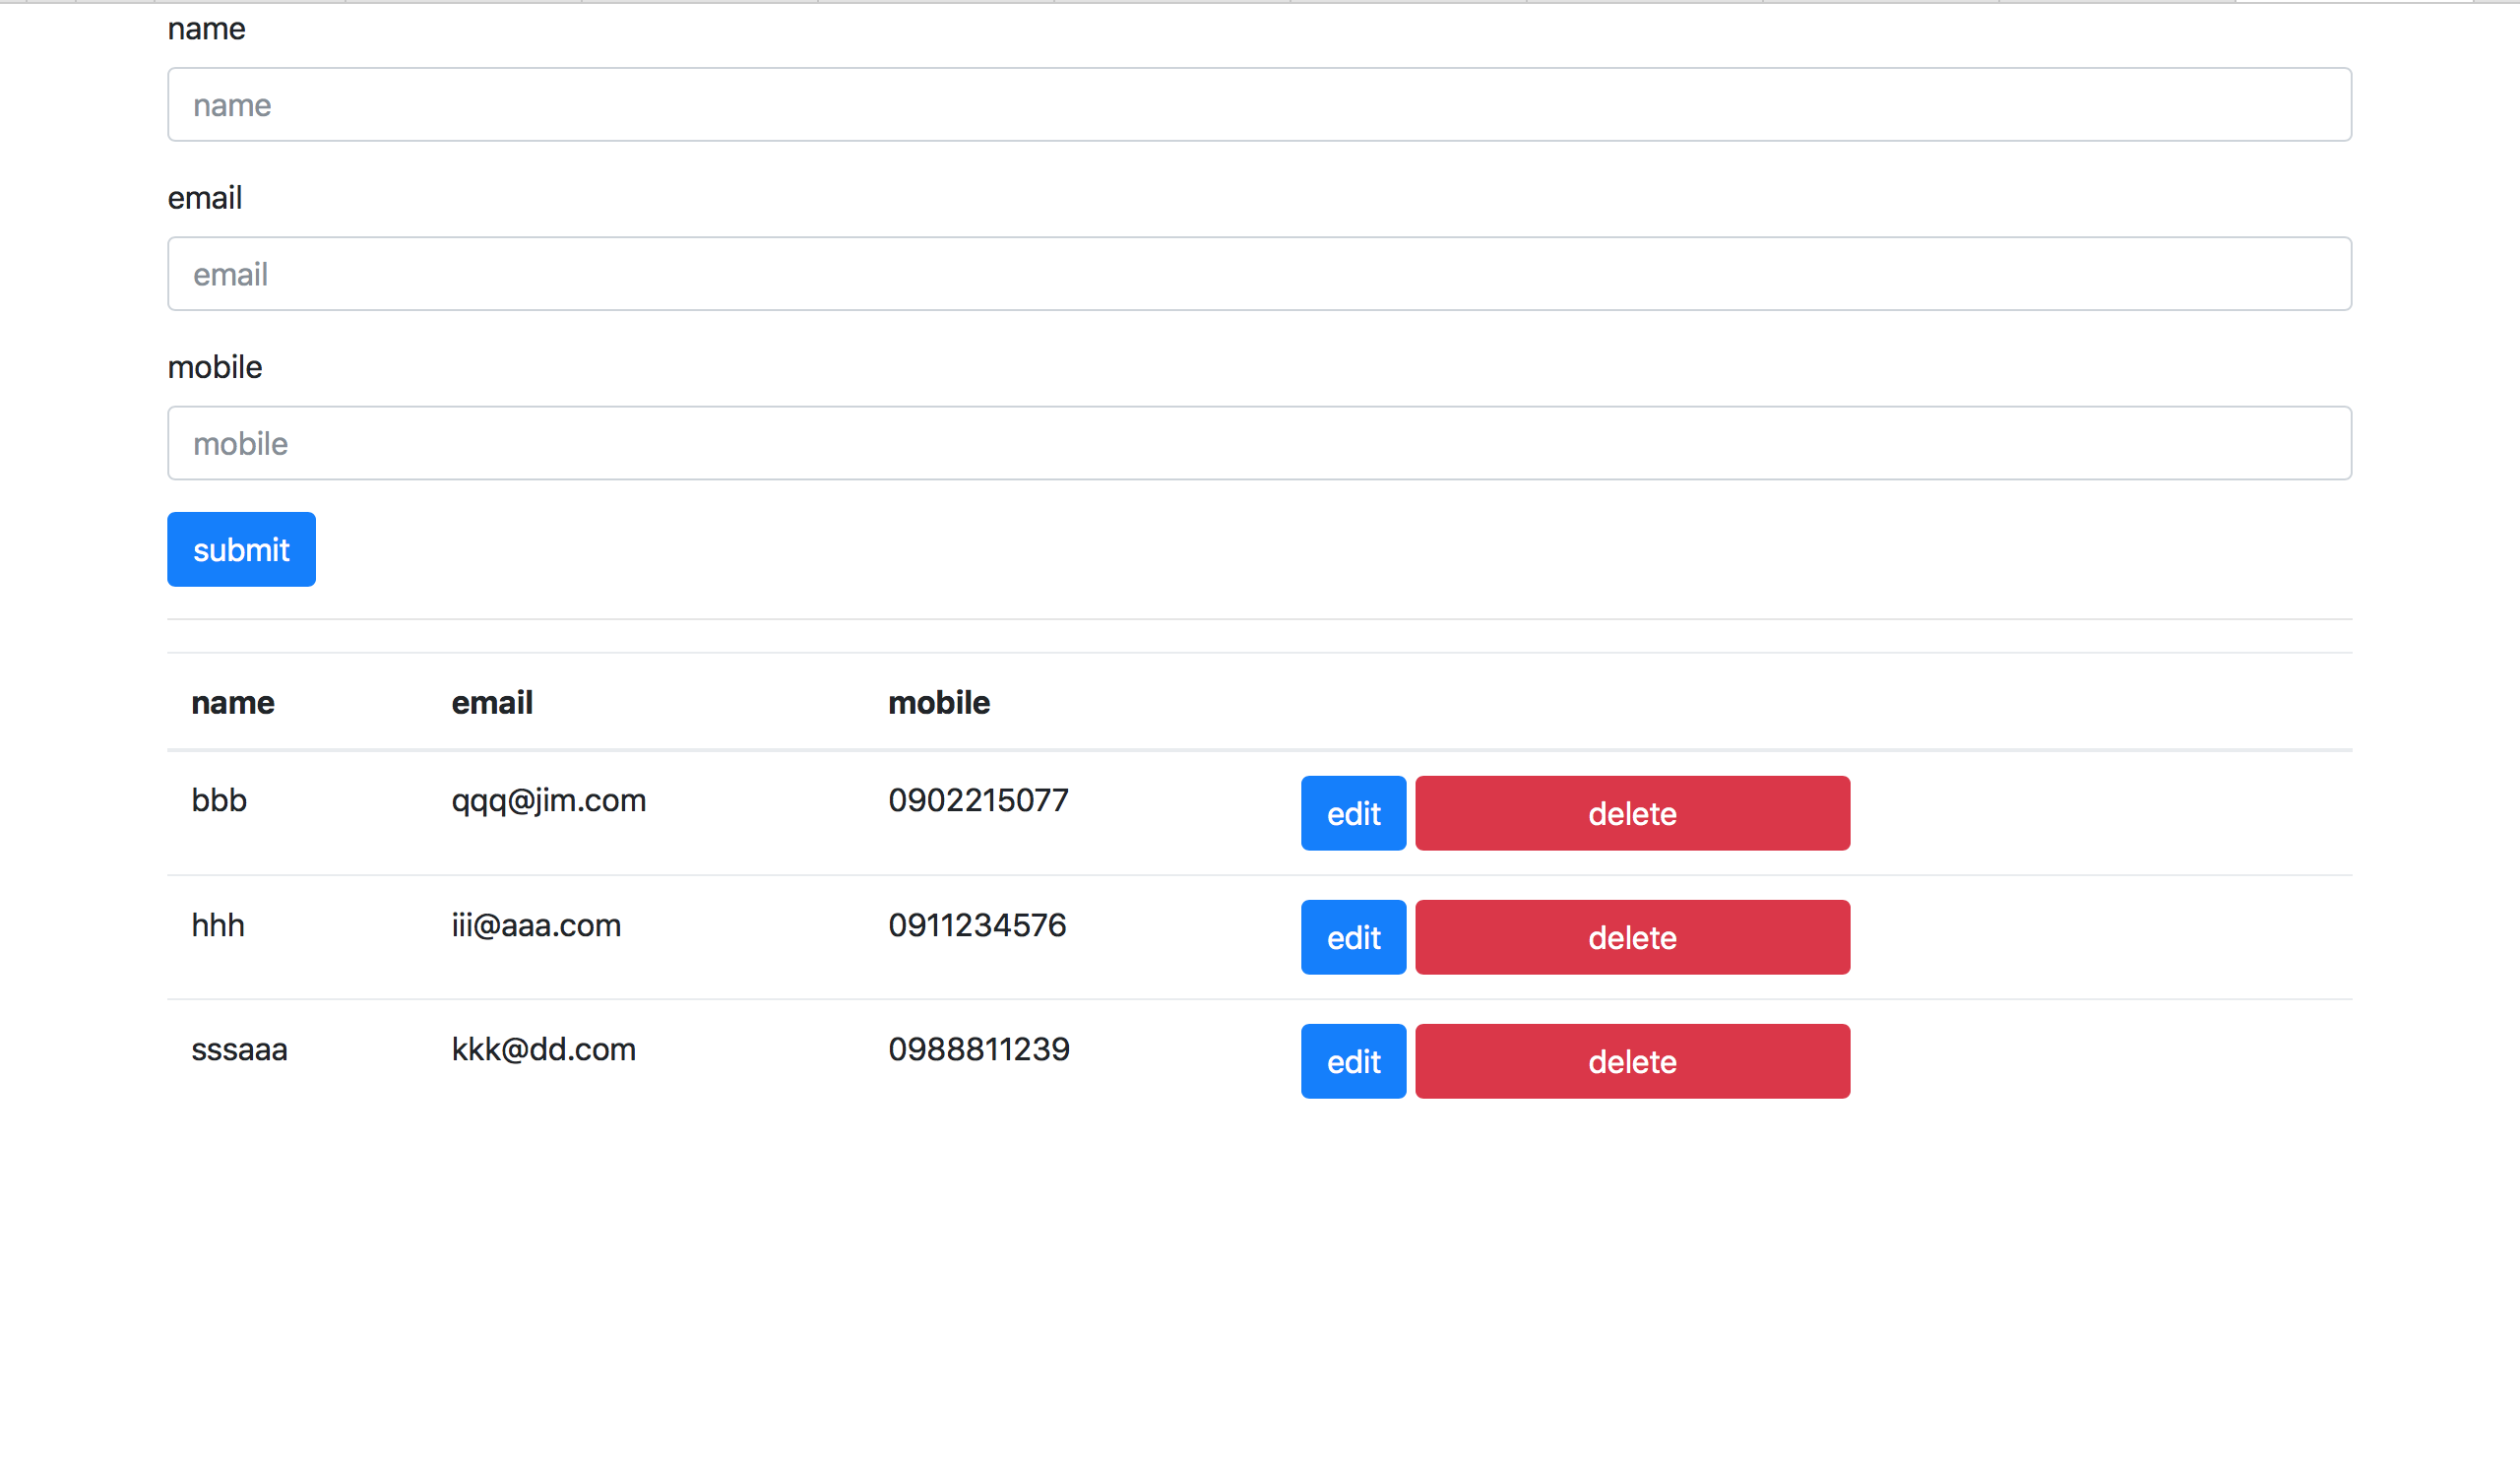 name
name
email
email
mobile
mobile
submit
name email mobile
bbb qqq@jim.com 0902215077 edit delete
hhh iii@aaa.com 0911234576 edit delete
sssaaa kkk@dd.com 0988811239 edit delete